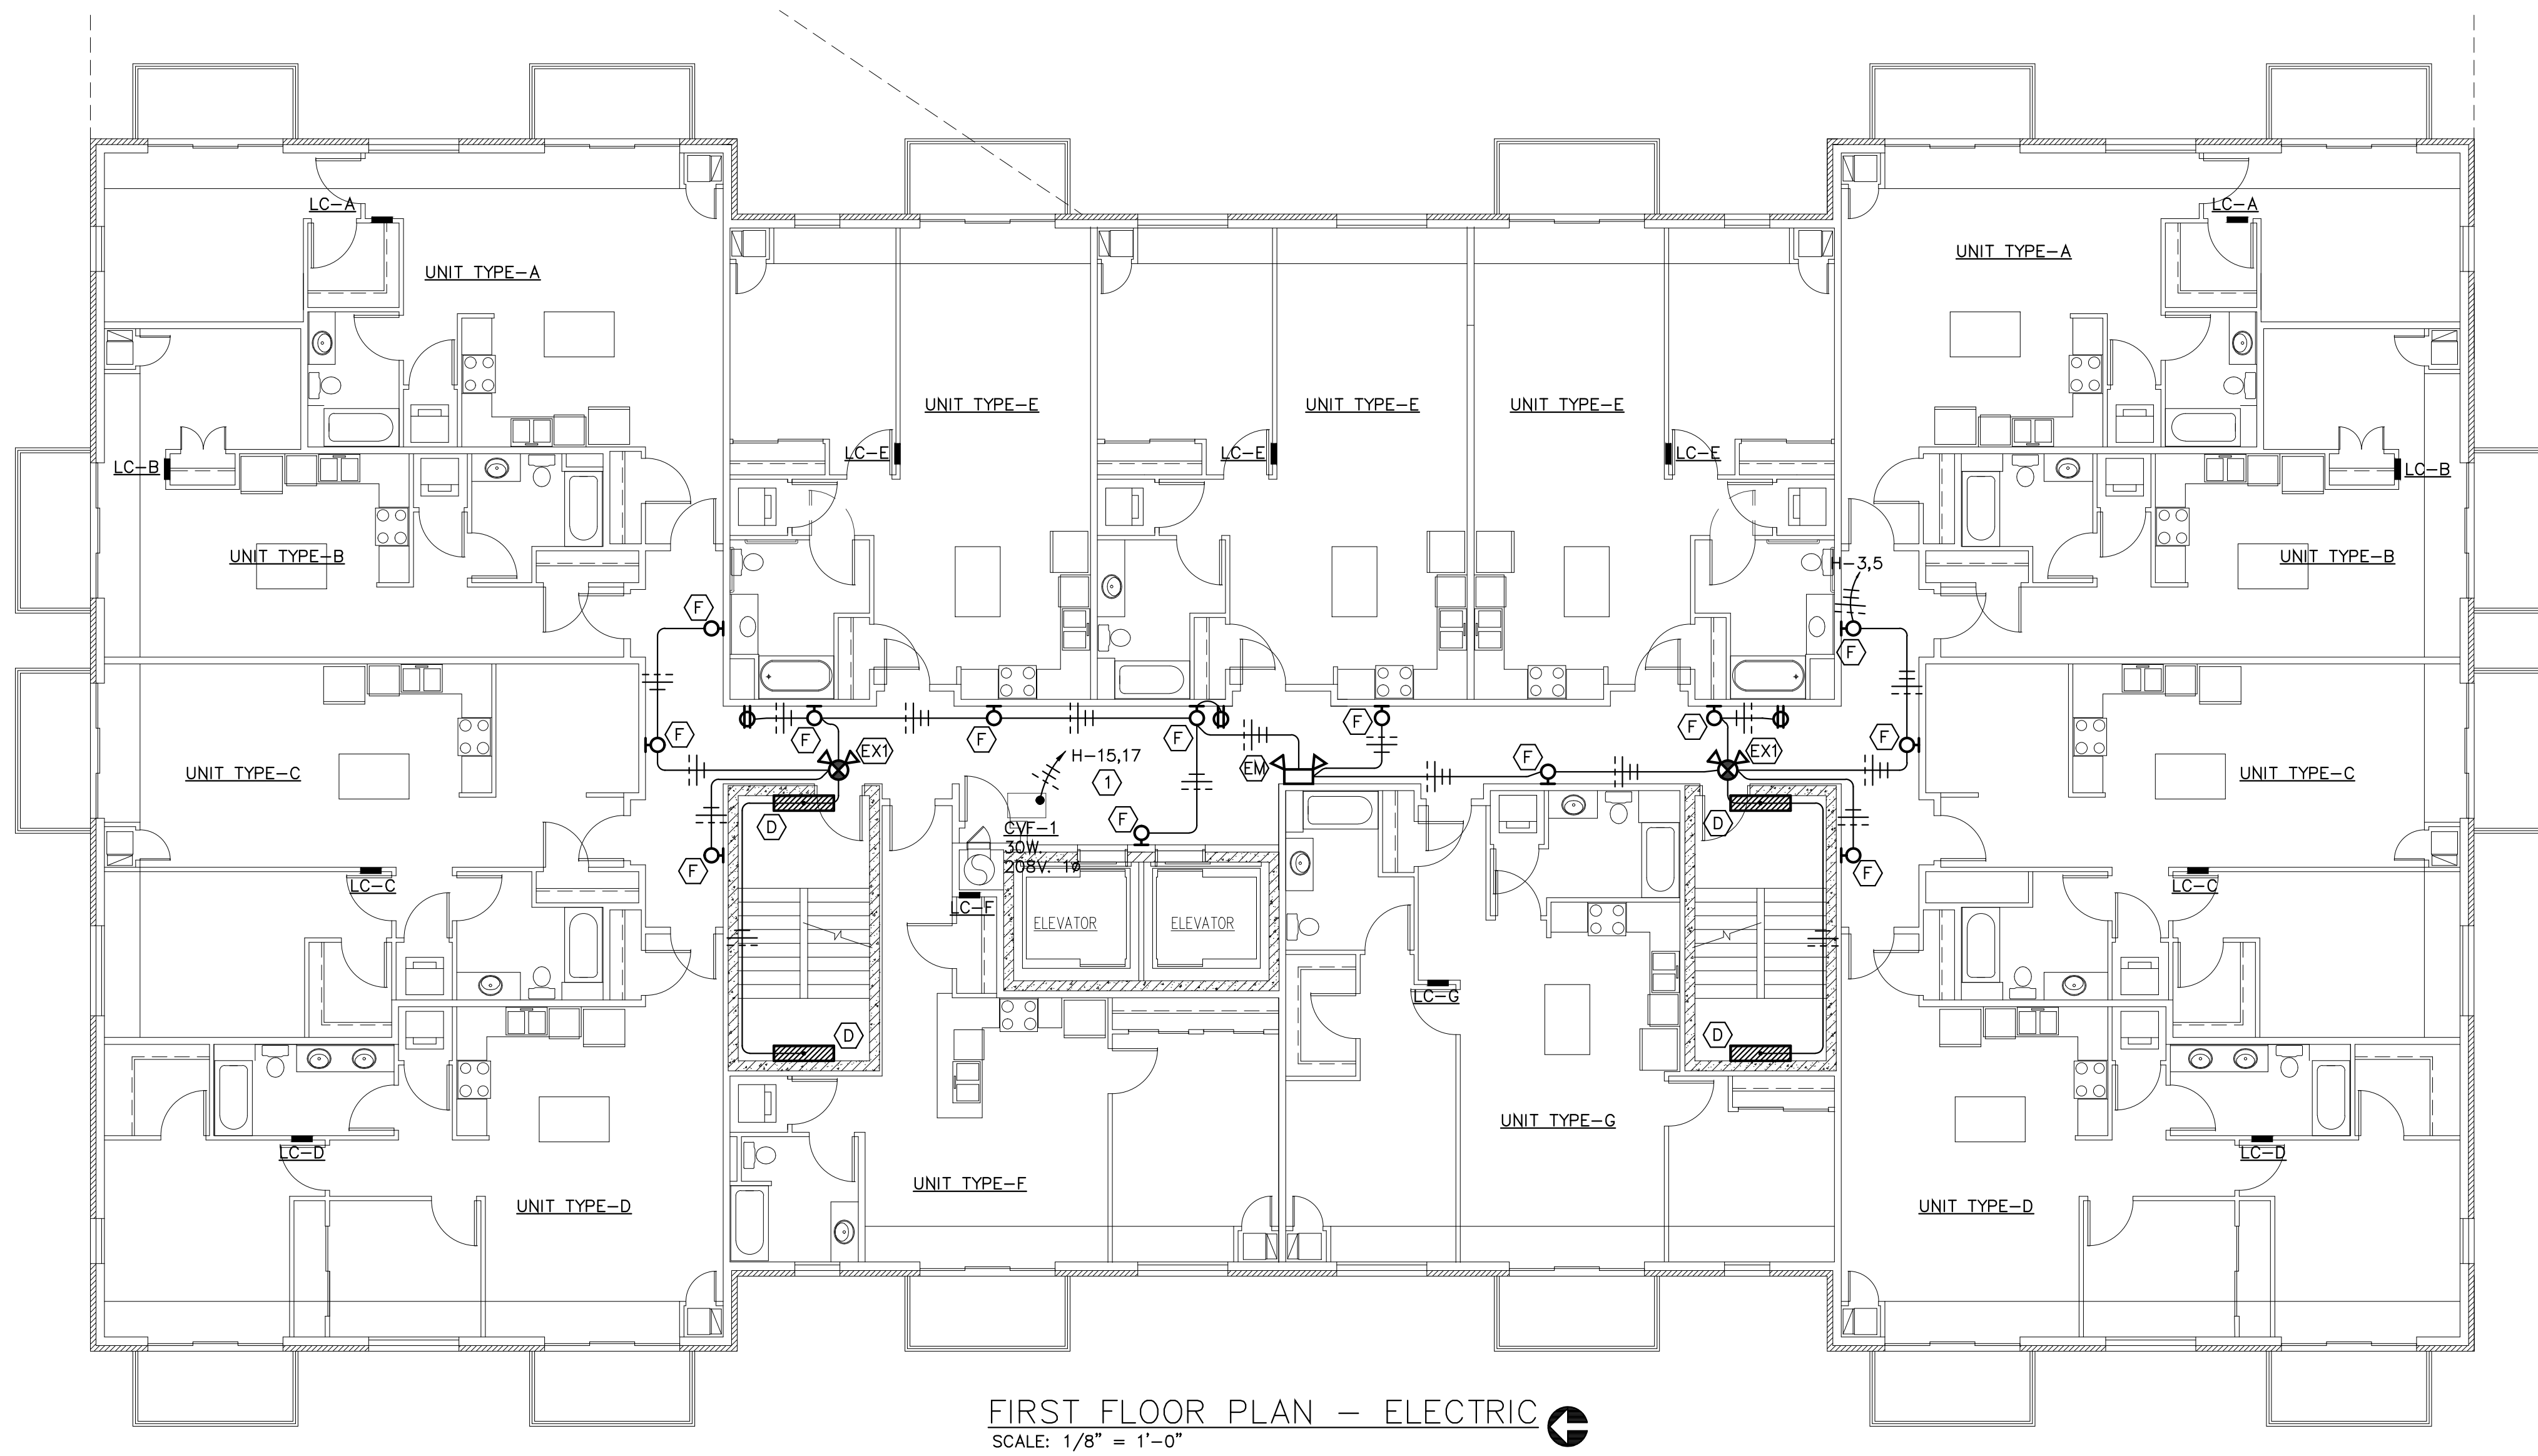 LC-A
LC-A
UNIT TYPE-A
UNIT TYPE-A
UNIT TYPE-E
UNIT TYPE-E
UNIT TYPE-E
LC-E
LC-E
LC-E
LC-B
LC-B
UNIT TYPE-B
UNIT TYPE-B
H-3,5
F
F
F
F
F
F
F
F
F
EX1
EX1
H-15,17
1
EM
F
UNIT TYPE-C
UNIT TYPE-C
D
F
D
CVF-1
30W.
208V. 1ø
F
F
LC-C
LC-C
LC-F
ELEVATOR
ELEVATOR
LC-G
D
D
UNIT TYPE-G
LC-D
LC-D
UNIT TYPE-F
UNIT TYPE-D
UNIT TYPE-D
FIRST FLOOR PLAN - ELECTRIC
SCALE: 1/8" = 1'-0"